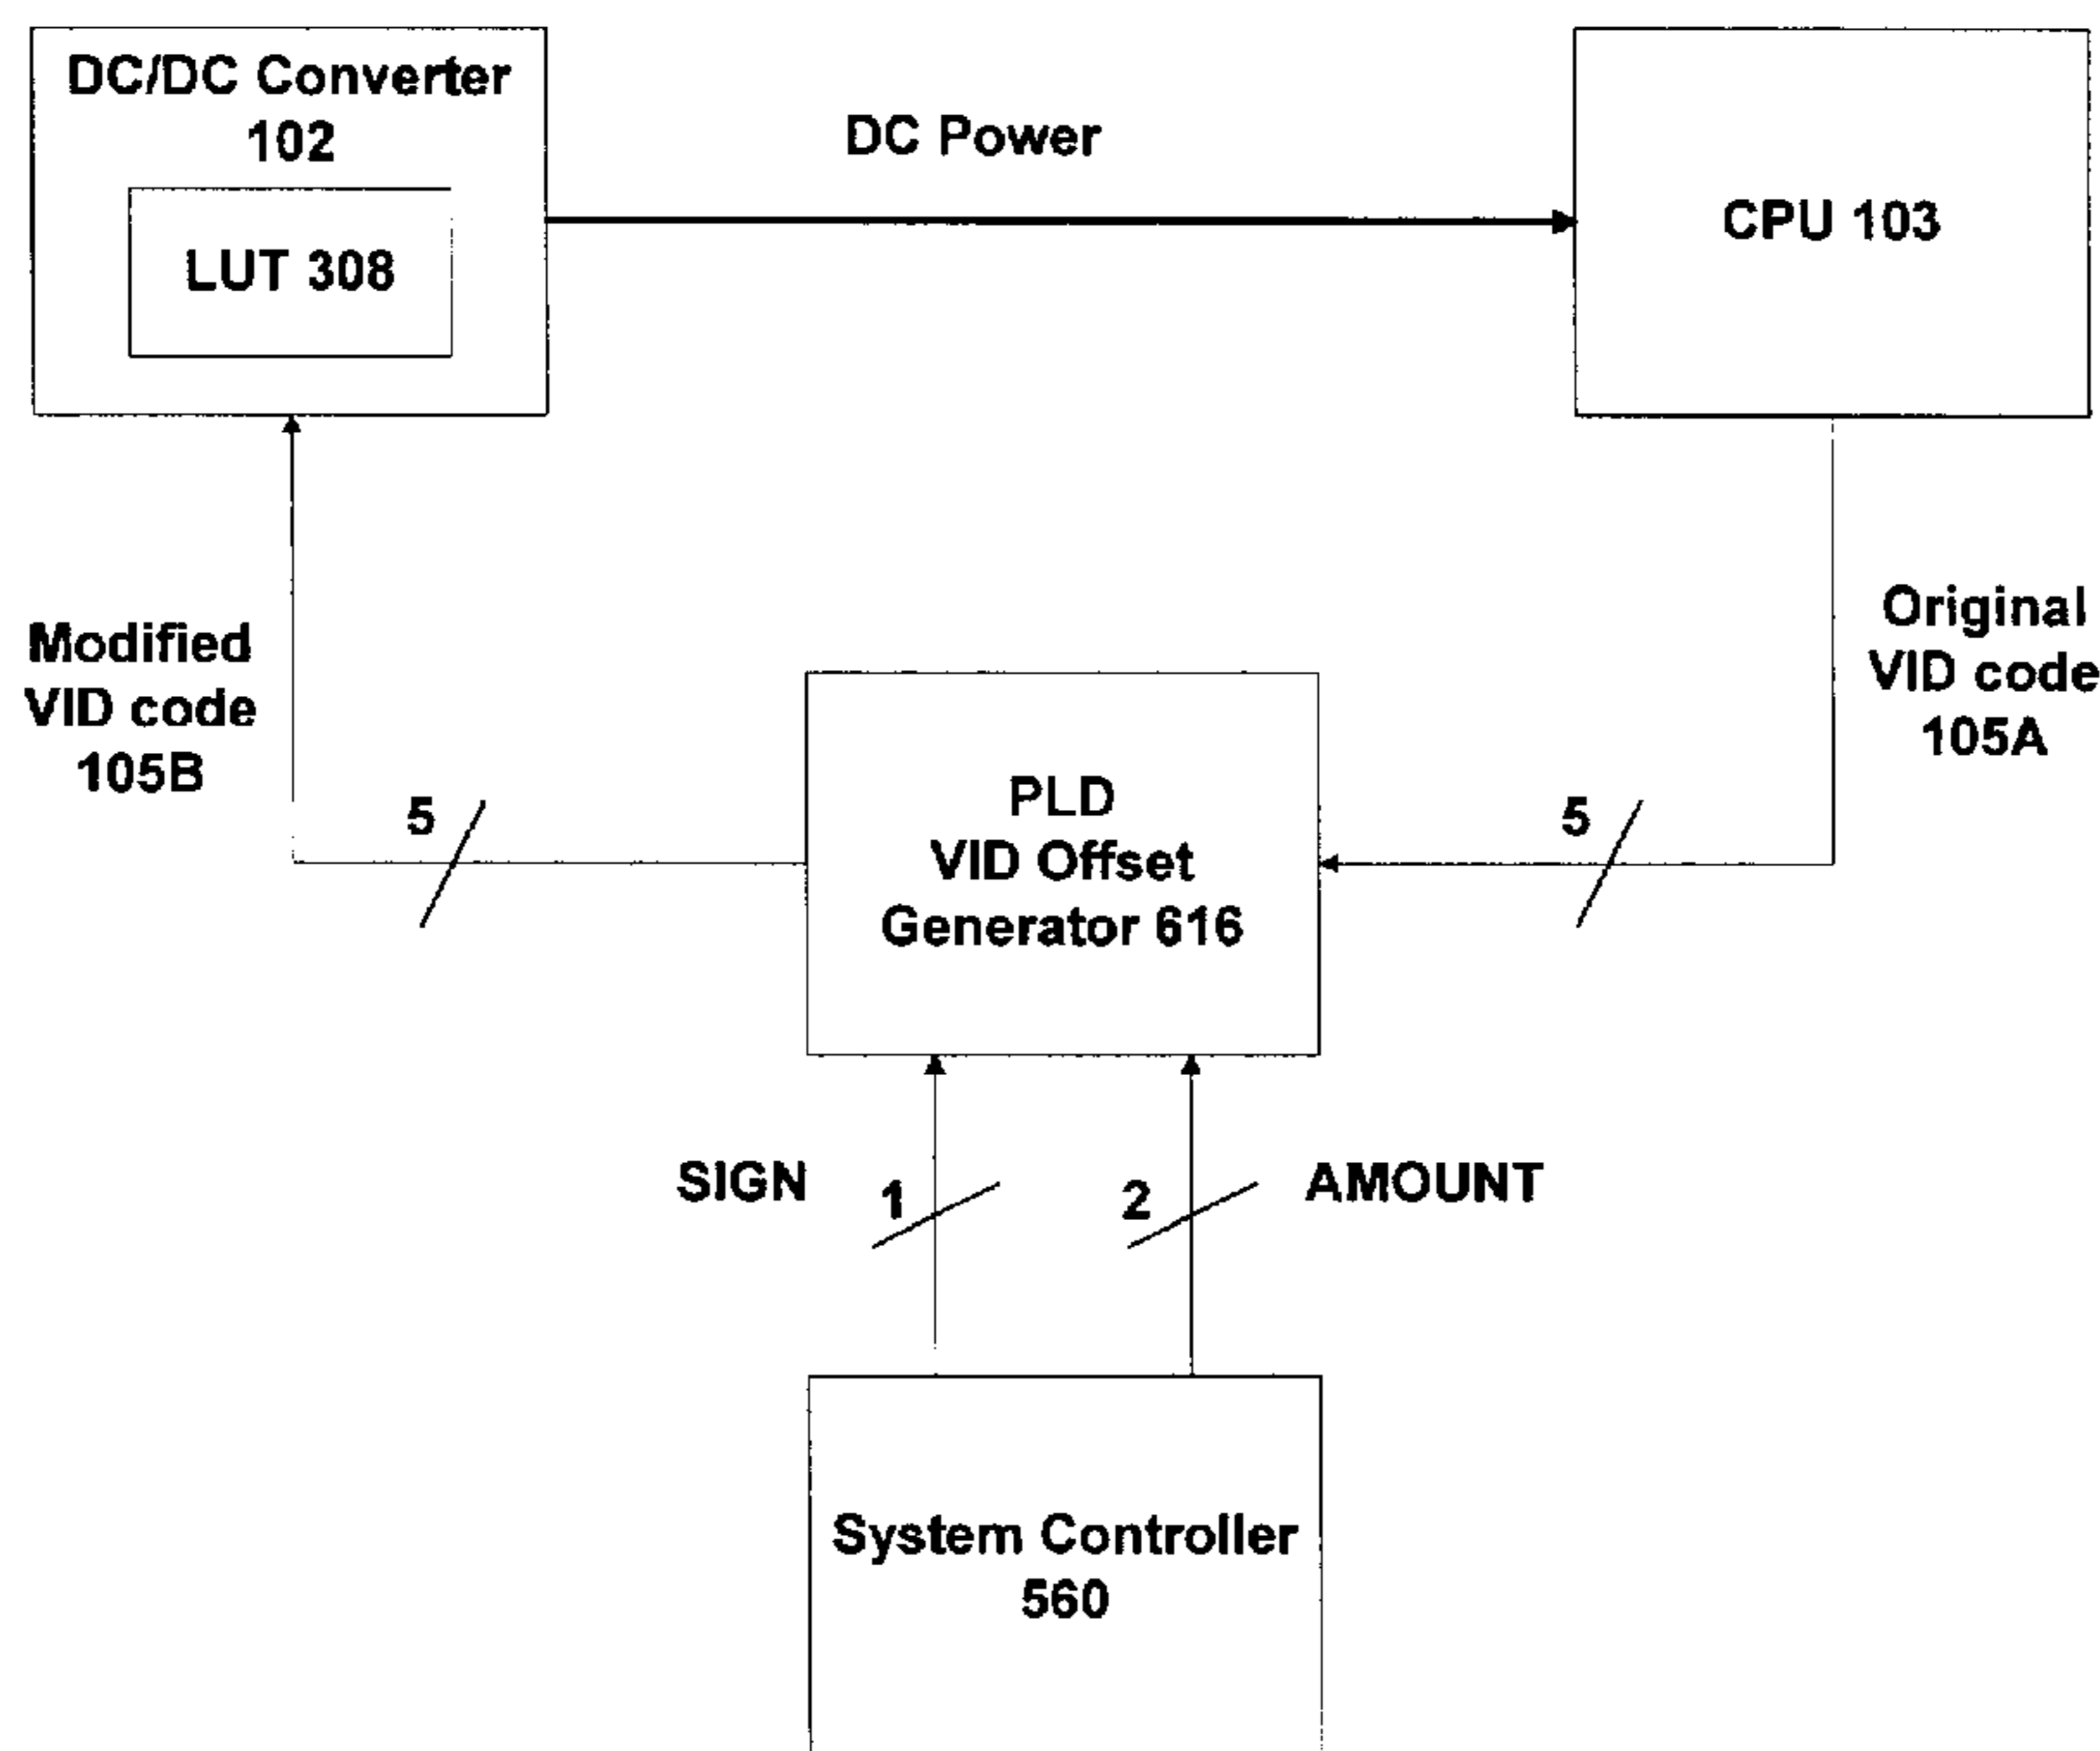 DC/DC Converter
102
LUT 308
DC Power
CPU 103
Modified
VID code
105B
5
PLD
VID Offset
Generator 616
5
Original
VID code
105A
SIGN
1
2
AMOUNT
System Controller
560